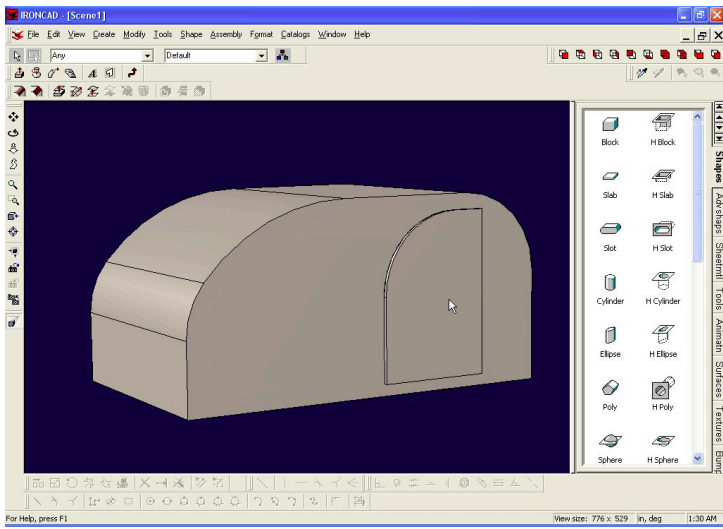 IRONCAD - [Scene1]
File Edit View Create Modify Tools Shape Assembly Format Catalogs Window Help
Any Default
Block H Block
Slab H Slab
Slot H Slot
Cylinder H Cylinder
Ellipse H Ellipse
Poly H Poly
Sphere H Sphere
Shapes
Adv shaps
Sheetmtl
Tools
Animatn
Surfaces
Textures
Bump
For Help, press F1
View size: 776 x 529 in, deg 1:30 AM